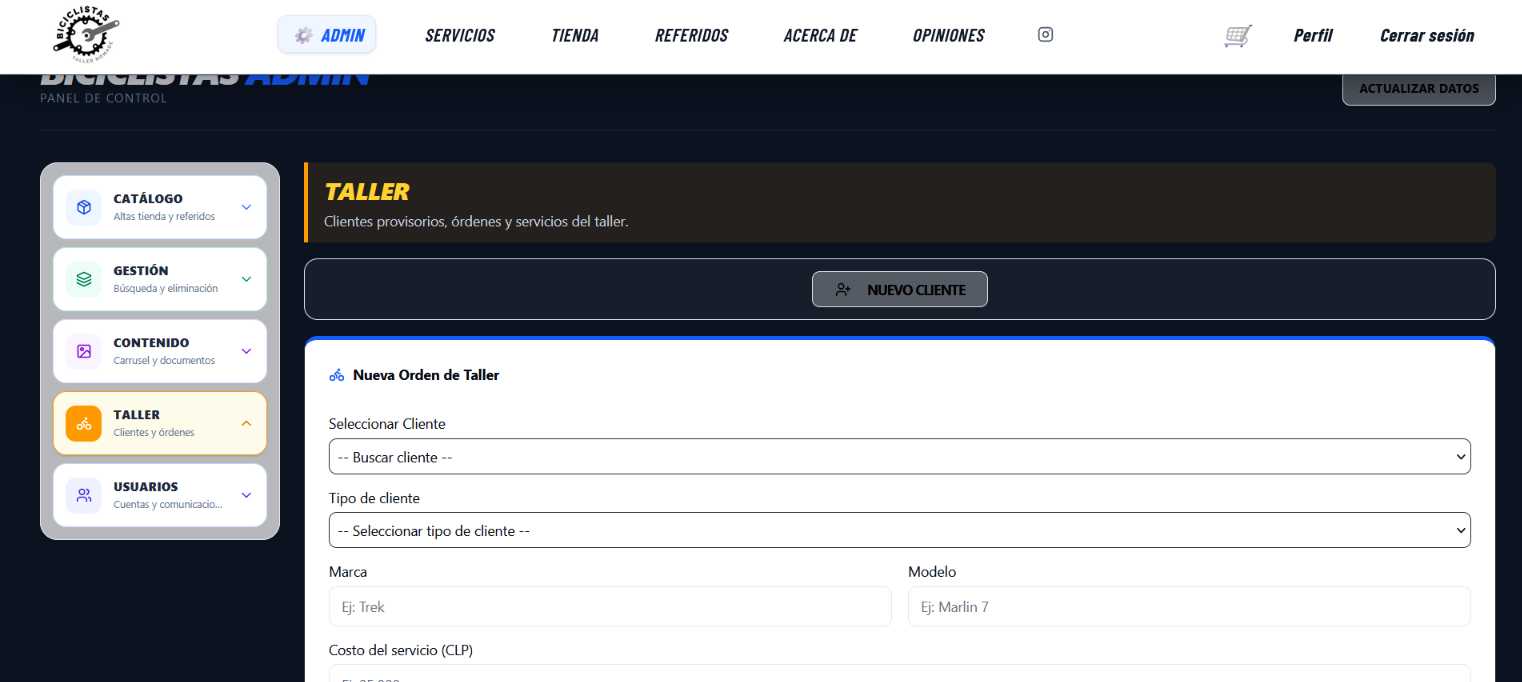 BICICLISTAS
TALLER NÓMADE
ADMIN
SERVICIOS
TIENDA
REFERIDOS
ACERCA DE
OPINIONES
Perfil
Cerrar sesión
BICICLISTAS ADMIN
PANEL DE CONTROL
ACTUALIZAR DATOS
CATÁLOGO
Altas tienda y referidos
GESTIÓN
Búsqueda y eliminación
CONTENIDO
Carrusel y documentos
TALLER
Clientes y órdenes
USUARIOS
Cuentas y comunicacio...
TALLER
Clientes provisorios, órdenes y servicios del taller.
NUEVO CLIENTE
Nueva Orden de Taller
Seleccionar Cliente
-- Buscar cliente --
Tipo de cliente
-- Seleccionar tipo de cliente --
Marca
Modelo
Ej: Trek
Ej: Marlin 7
Costo del servicio (CLP)